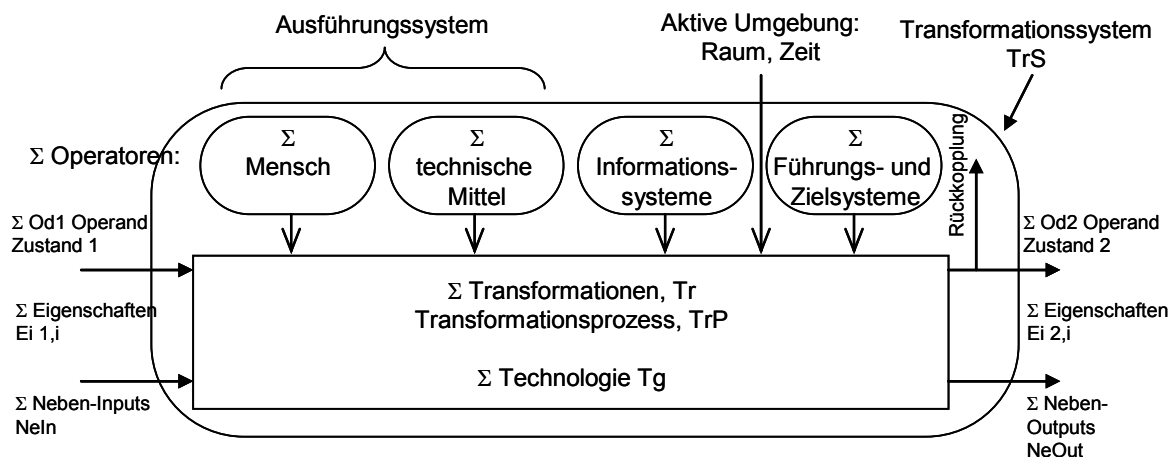 Ausführungssystem
Aktive Umgebung:
Raum, Zeit
Transformationssystem
TrS
Σ Operatoren:
Σ
Mensch
Σ
technische
Mittel
Σ
Informations-
systeme
Σ
Führungs- und
Zielsysteme
Rückkopplung
Σ Od1 Operand
Zustand 1
Σ Eigenschaften
Ei 1,i
Σ Neben-Inputs
NeIn
Σ Transformationen, Tr
Transformationsprozess, TrP
Σ Technologie Tg
Σ Od2 Operand
Zustand 2
Σ Eigenschaften
Ei 2,i
Σ Neben-
Outputs
NeOut